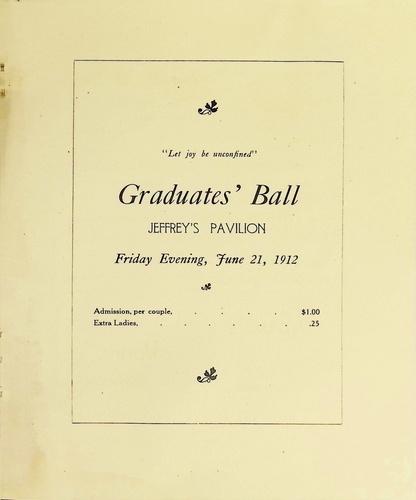 "Let joy be unconfined"
Graduates' Ball
JEFFREY'S PAVILION
Friday Evening, June 21, 1912
Admission, per couple, . . . . $1.00
Extra Ladies, . . . . . . .25